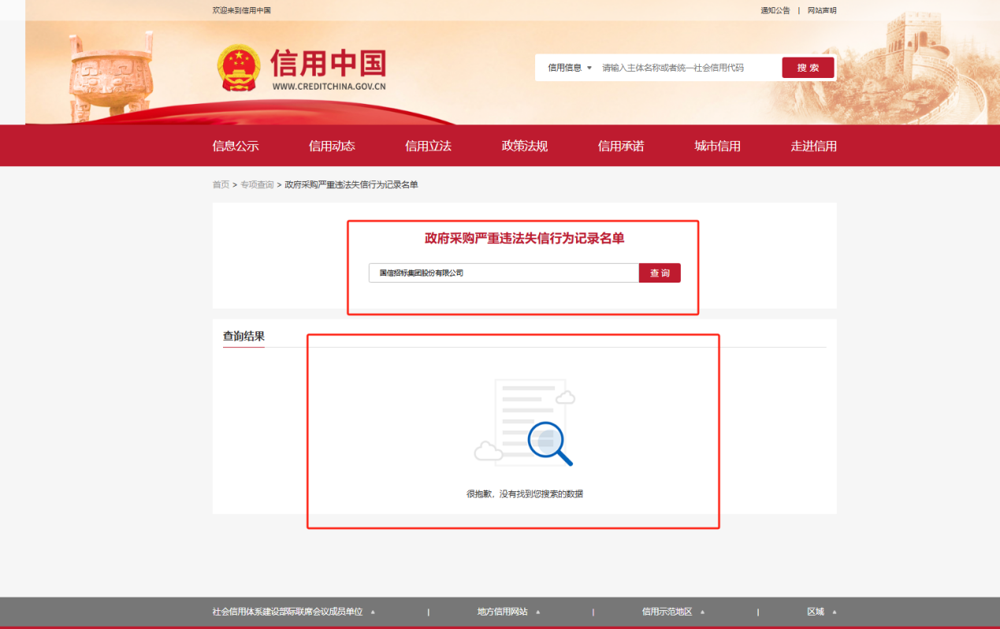 欢迎来到信用中国
通知公告 | 网站声明
信用中国
WWW.CREDITCHINA.GOV.CN
信用信息 请输入主体名称或者统一社会信用代码 搜索
信息公示 信用动态 信用立法 政策法规 信用承诺 城市信用 走进信用
首页 > 专项查询 > 政府采购严重违法失信行为记录名单
政府采购严重违法失信行为记录名单
国信招标集团股份有限公司 查询
查询结果
很抱歉，没有找到您搜索的数据
社会信用体系建设部际联席会议成员单位 | 地方信用网站 | 信用示范地区 | 区域